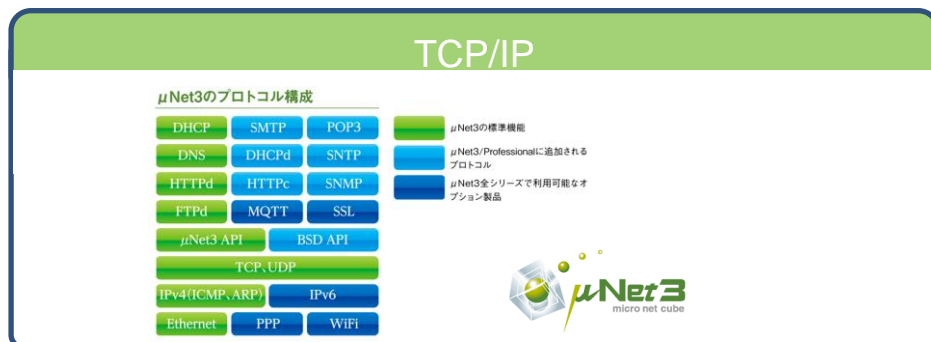 TCP/IP
μNet3のプロトコル構成
DHCP SMTP POP3
DNS DHCPd SNTP
HTTPd HTTPc SNMP
FTPd MQTT SSL
μNet3 API BSD API
TCP、UDP
IPv4(ICMP、ARP) IPv6
Ethernet PPP WiFi
μNet3の標準機能
μNet3/Professionalに追加される
プロトコル
μNet3全シリーズで利用可能なオ
プション製品
μNet3
micro net cube